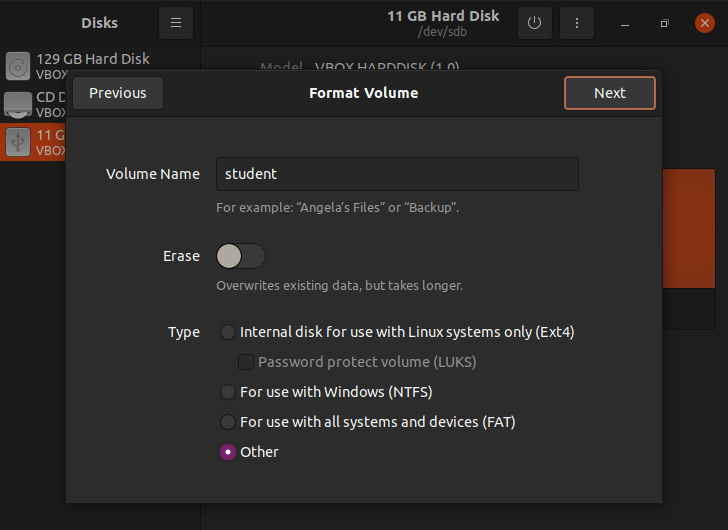 Disks
11 GB Hard Disk
/dev/sdb
129 GB Hard Disk
VBOX
Model VBOX HARDDISK (1.0)
CD D
VBOX
11 G
VBOX
Previous
Format Volume
Next
Volume Name student
For example: “Angela’s Files” or “Backup”.
Erase
Overwrites existing data, but takes longer.
Type Internal disk for use with Linux systems only (Ext4)
Password protect volume (LUKS)
For use with Windows (NTFS)
For use with all systems and devices (FAT)
Other